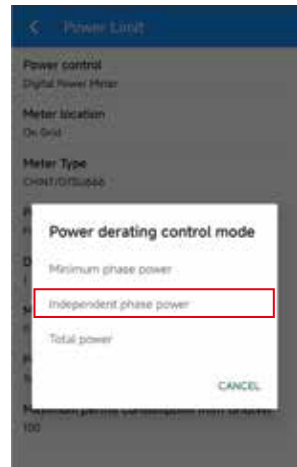 Power Limit
Power control
Digital Power Meter
Meter location
On Grid
Meter Type
CHINT/DTSU666
Power derating control mode
Minimum phase power
Independent phase power
Total power
CANCEL
100